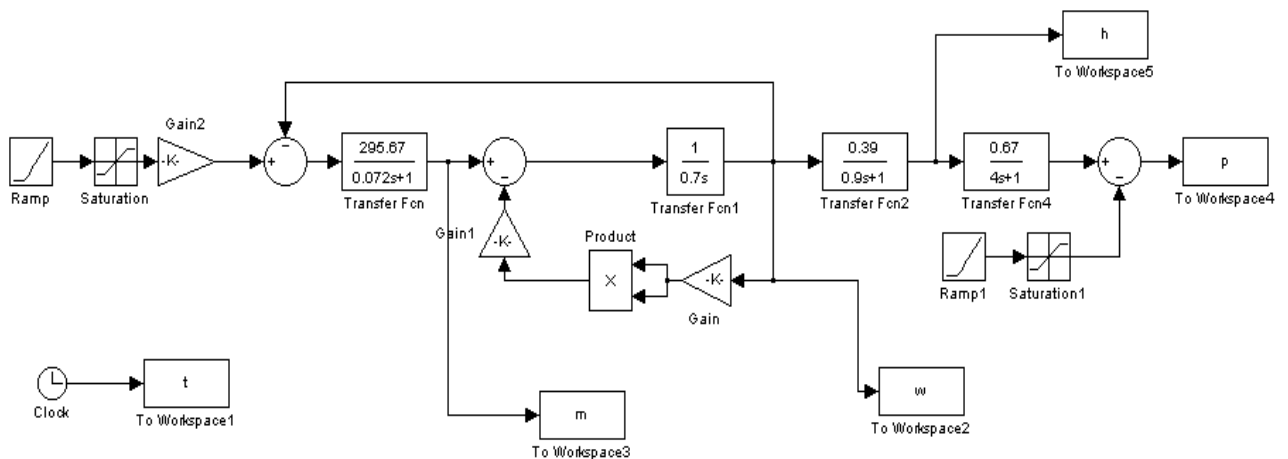 h
To Workspace5
Gain2
-K-
Ramp
Saturation
−
+
295.67
0.072s+1
Transfer Fcn
+
−
1
0.7s
Transfer Fcn1
0.39
0.9s+1
Transfer Fcn2
0.67
4s+1
Transfer Fcn4
+
−
p
To Workspace4
Gain1
-K-
Product
X
-K-
Gain
Ramp1
Saturation1
Clock
t
To Workspace1
m
To Workspace3
w
To Workspace2